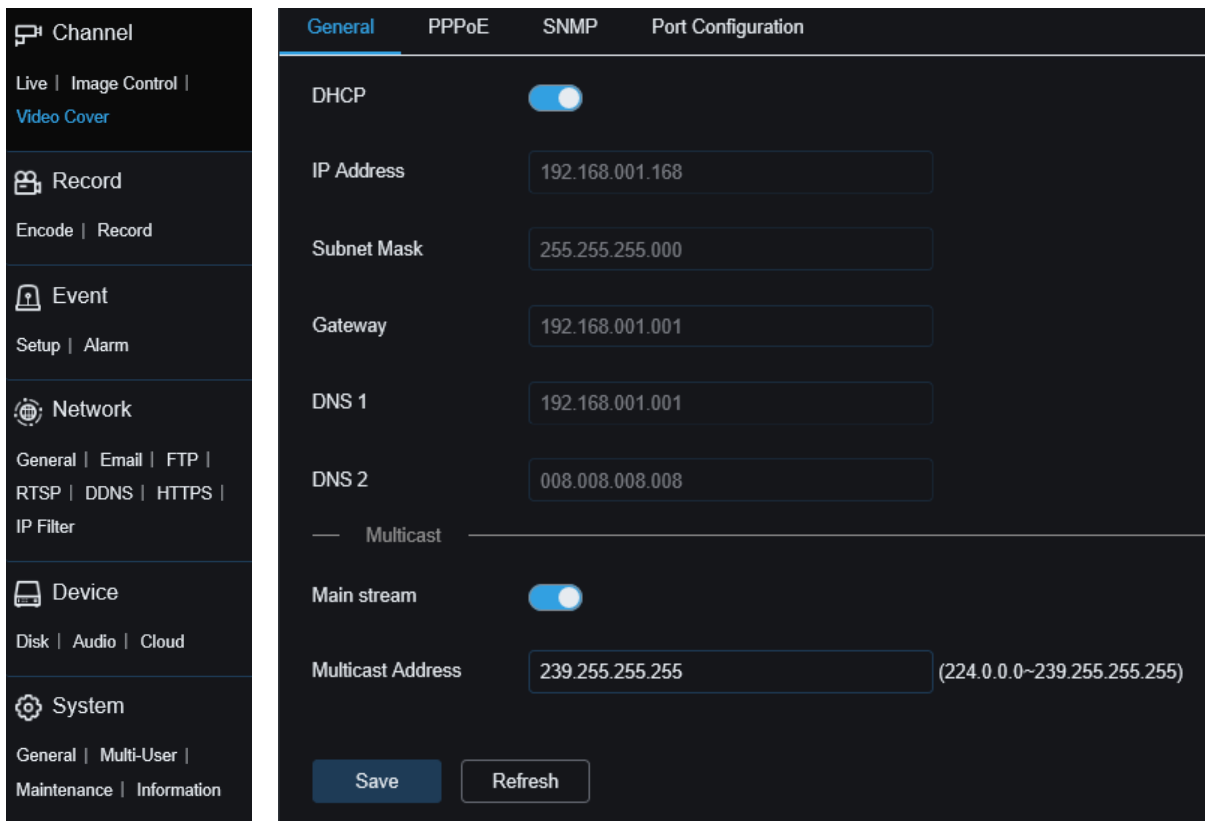 Channel
Live | Image Control |
Video Cover
Record
Encode | Record
Event
Setup | Alarm
Network
General | Email | FTP |
RTSP | DDNS | HTTPS |
IP Filter
Device
Disk | Audio | Cloud
System
General | Multi-User |
Maintenance | Information
General PPPoE SNMP Port Configuration
DHCP
IP Address 192.168.001.168
Subnet Mask 255.255.255.000
Gateway 192.168.001.001
DNS 1 192.168.001.001
DNS 2 008.008.008.008
Multicast
Main stream
Multicast Address 239.255.255.255 (224.0.0.0~239.255.255.255)
Save Refresh